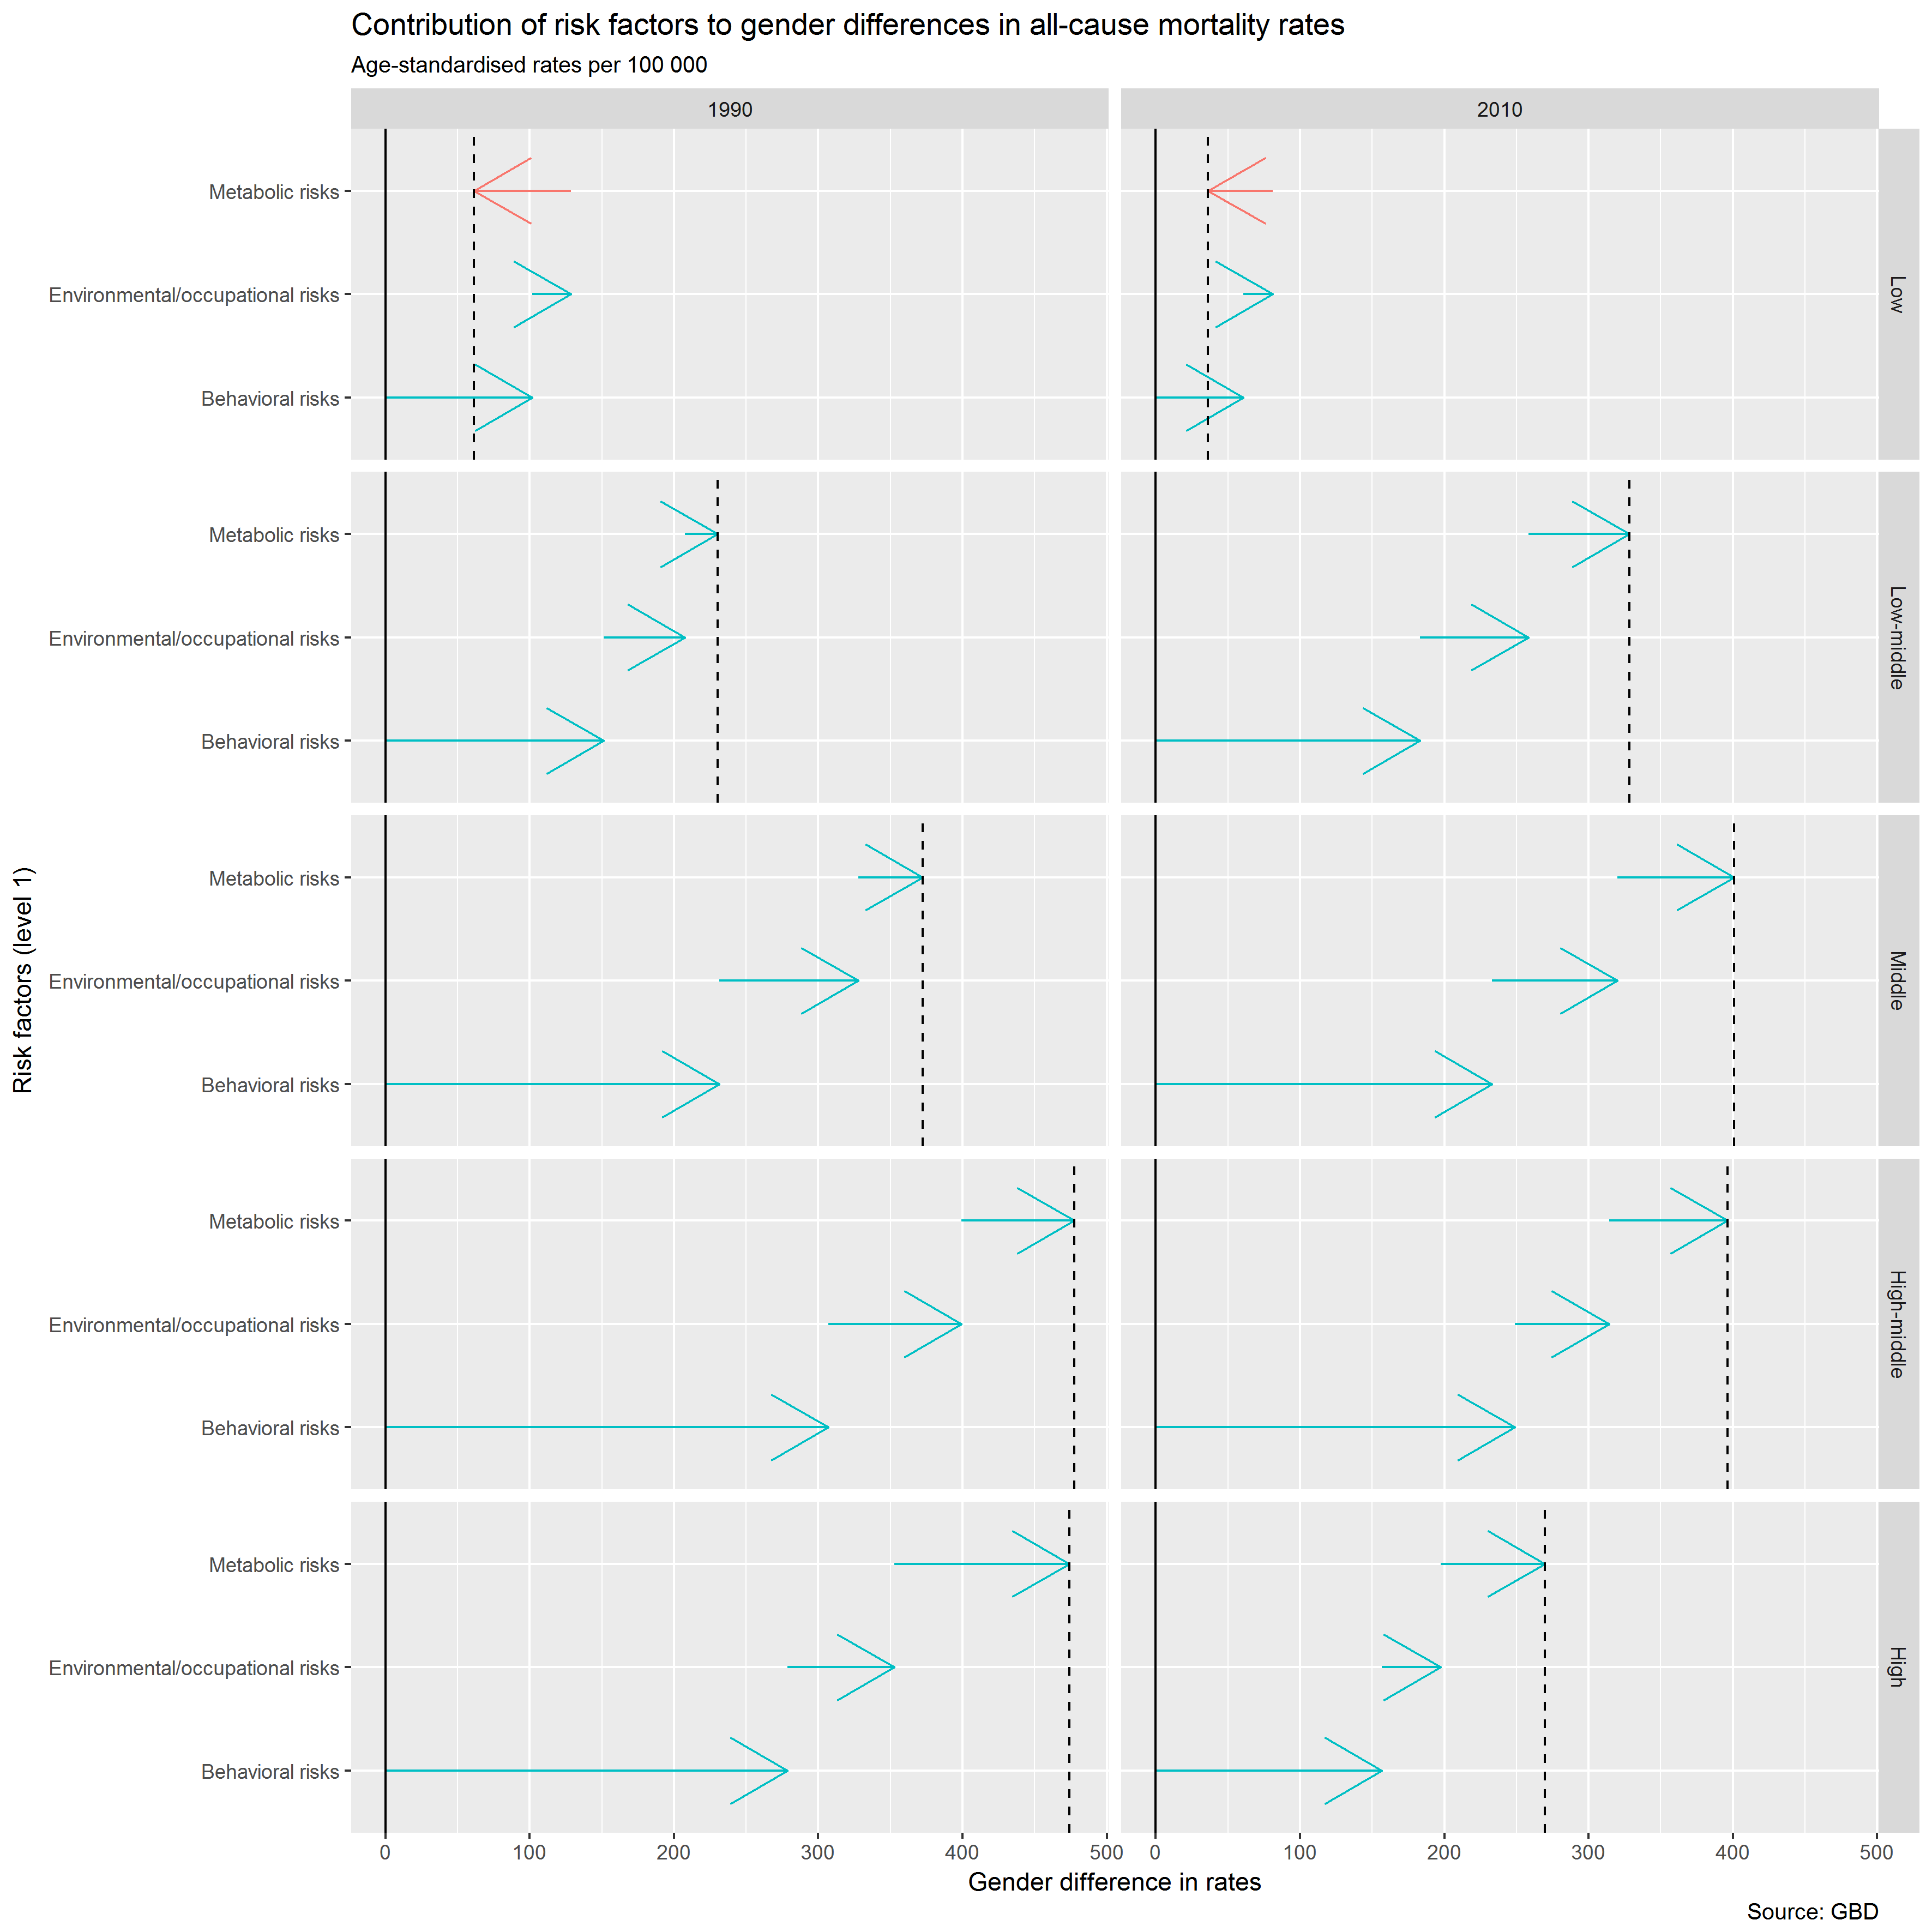 Contribution of risk factors to gender differences in all-cause mortality rates
Age-standardised rates per 100 000
1990
2010
Metabolic risks
Environmental/occupational risks
Behavioral risks
Low
Metabolic risks
Environmental/occupational risks
Behavioral risks
Low-middle
Metabolic risks
Environmental/occupational risks
Behavioral risks
Middle
Metabolic risks
Environmental/occupational risks
Behavioral risks
High-middle
Metabolic risks
Environmental/occupational risks
Behavioral risks
High
Risk factors (level 1)
0 100 200 300 400 500
0 100 200 300 400 500
Gender difference in rates
Source: GBD